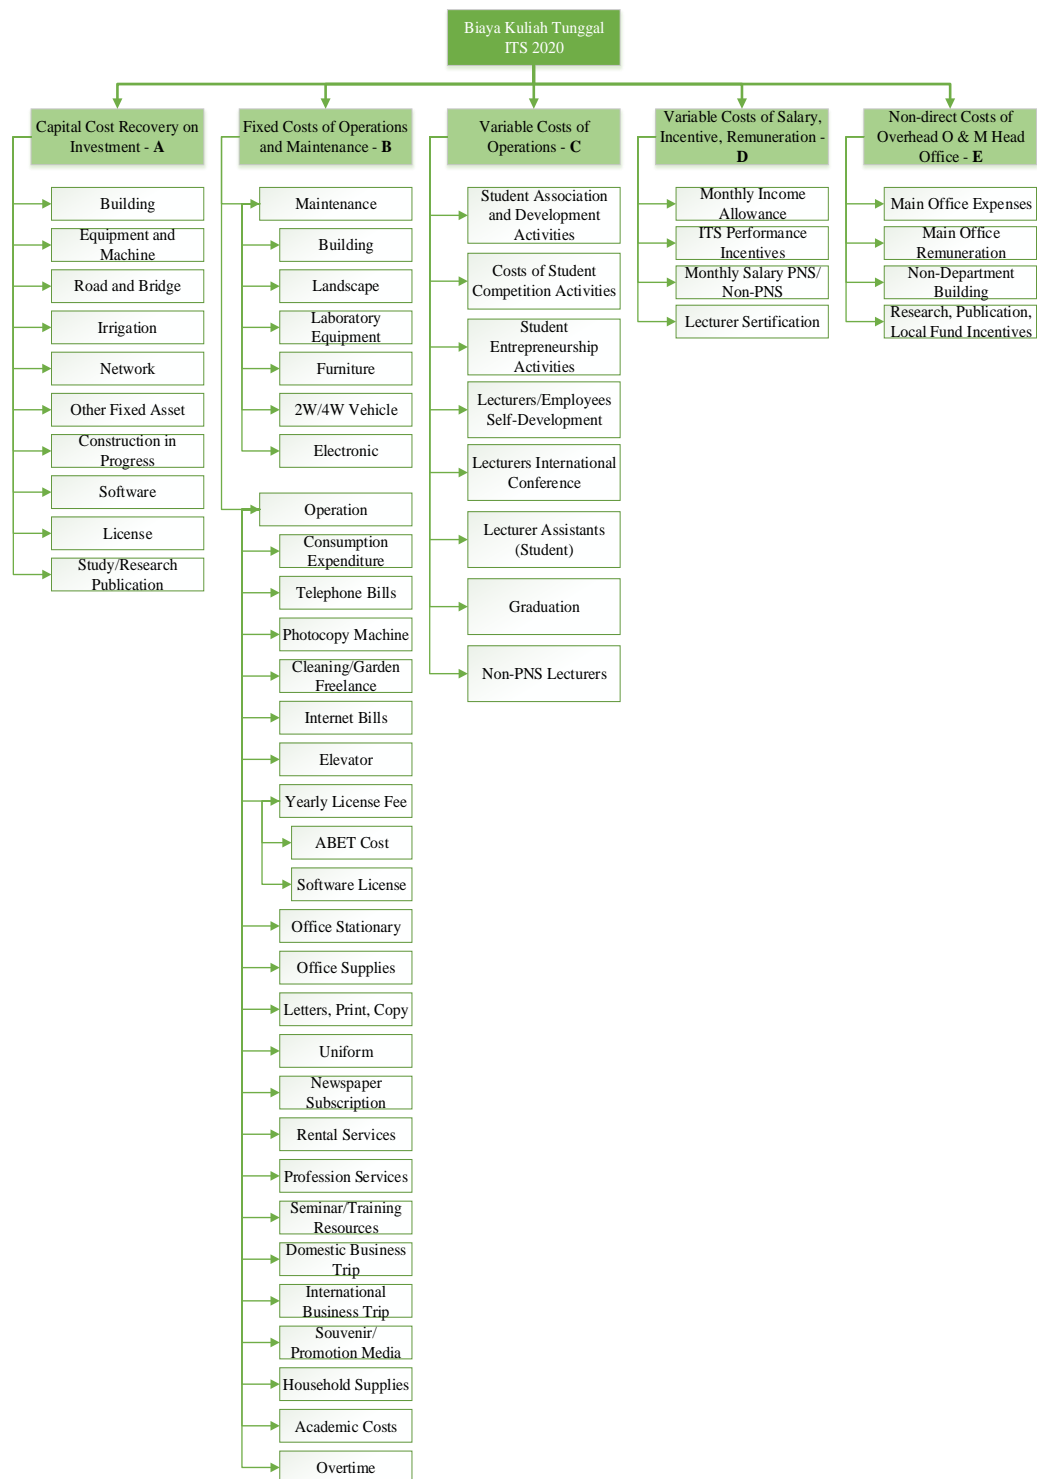 Biaya Kuliah Tunggal
ITS 2020
Capital Cost Recovery on
Investment - A
Building
Equipment and
Machine
Road and Bridge
Irrigation
Network
Other Fixed Asset
Construction in
Progress
Software
License
Study/Research
Publication
Fixed Costs of Operations
and Maintenance - B
Maintenance
Building
Landscape
Laboratory
Equipment
Furniture
2W/4W Vehicle
Electronic
Operation
Consumption
Expenditure
Telephone Bills
Photocopy Machine
Cleaning/Garden
Freelance
Internet Bills
Elevator
Yearly License Fee
ABET Cost
Software License
Office Stationary
Office Supplies
Letters, Print, Copy
Uniform
Newspaper
Subscription
Rental Services
Profession Services
Seminar/Training
Resources
Domestic Business
Trip
International
Business Trip
Souvenir/
Promotion Media
Household Supplies
Academic Costs
Overtime
Variable Costs of
Operations - C
Student Association
and Development
Activities
Costs of Student
Competition Activities
Student
Entrepreneurship
Activities
Lecturers/Employees
Self-Development
Lecturers International
Conference
Lecturer Assistants
(Student)
Graduation
Non-PNS Lecturers
Variable Costs of Salary,
Incentive, Remuneration -
D
Monthly Income
Allowance
ITS Performance
Incentives
Monthly Salary PNS/
Non-PNS
Lecturer Sertification
Non-direct Costs of
Overhead O & M Head
Office - E
Main Office Expenses
Main Office
Remuneration
Non-Department
Building
Research, Publication,
Local Fund Incentives